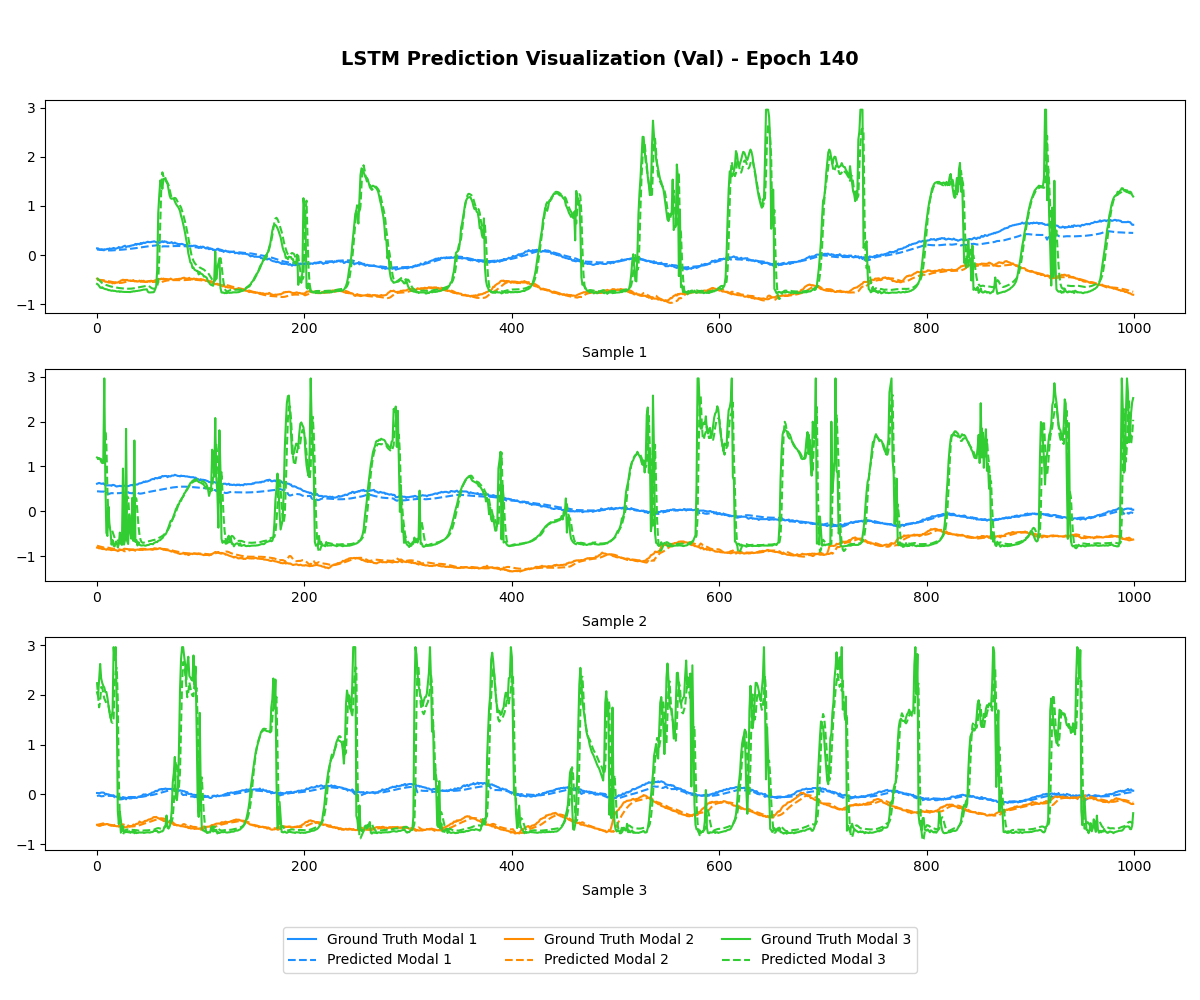 LSTM Prediction Visualization (Val) - Epoch 140
3
2
1
0
−1
0 200 400 600 800 1000
Sample 1
3
2
1
0
−1
0 200 400 600 800 1000
Sample 2
3
2
1
0
−1
0 200 400 600 800 1000
Sample 3
Ground Truth Modal 1 Ground Truth Modal 2 Ground Truth Modal 3
Predicted Modal 1 Predicted Modal 2 Predicted Modal 3